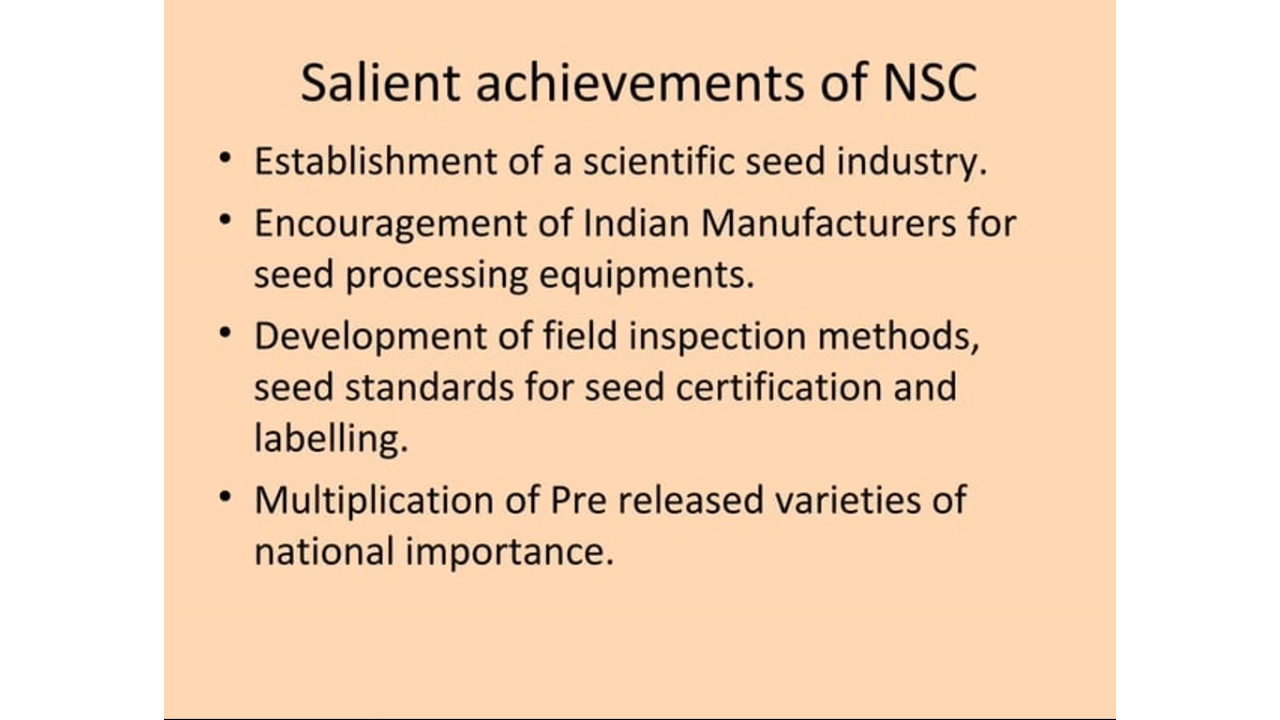 Salient achievements of NSC
• Establishment of a scientific seed industry.
• Encouragement of Indian Manufacturers for
seed processing equipments.
• Development of field inspection methods,
seed standards for seed certification and
labelling.
• Multiplication of Pre released varieties of
national importance.